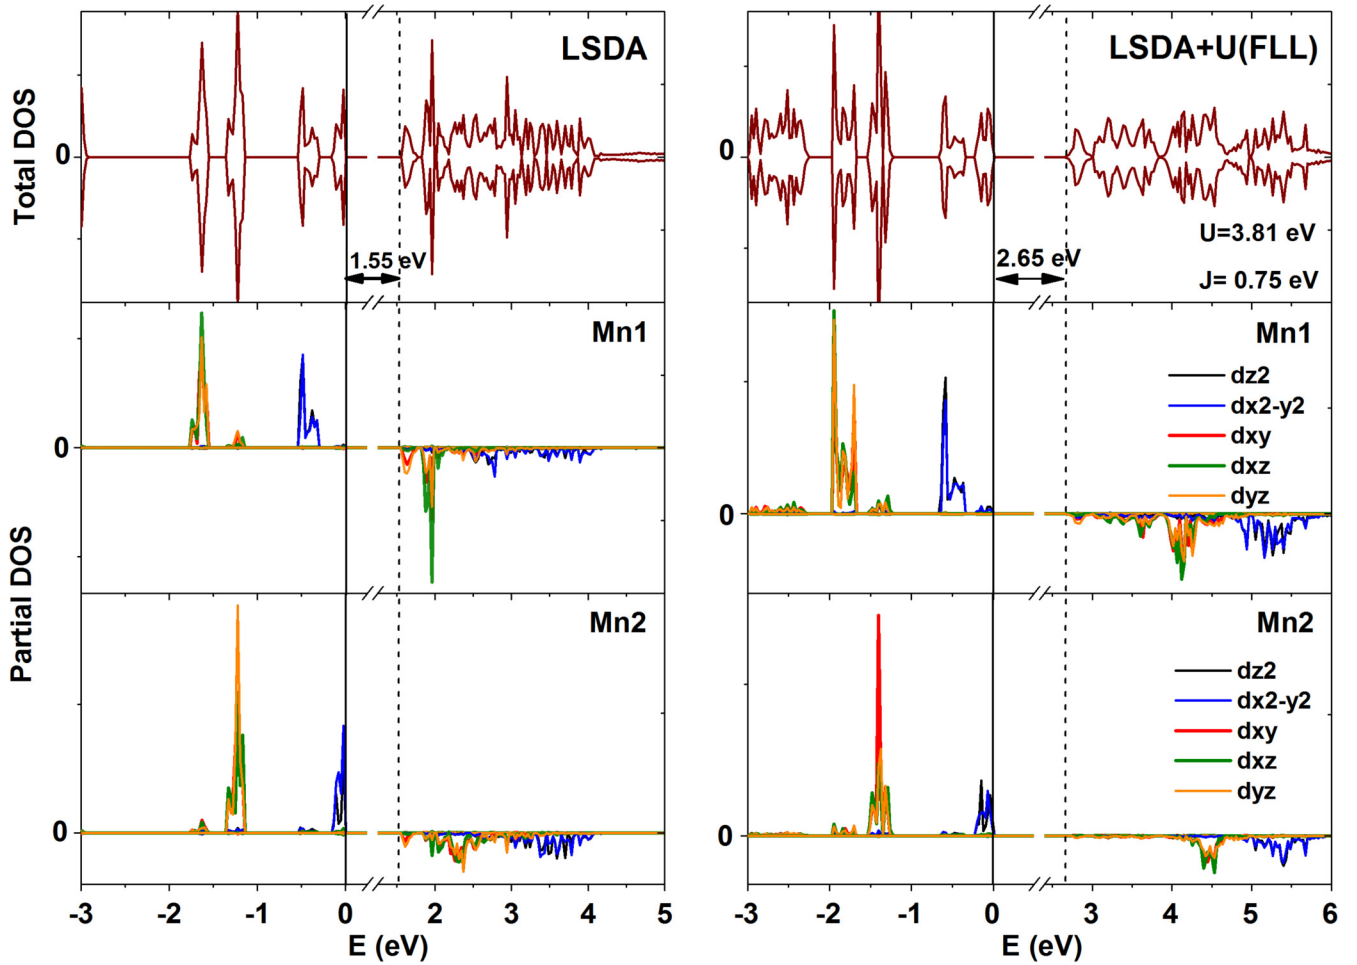 LSDA
LSDA+U(FLL)
Total DOS
0
0
1.55 eV
2.65 eV
U=3.81 eV
J= 0.75 eV
Mn1
Mn1
dz2
dx2-y2
dxy
dxz
dyz
0
0
Partial DOS
Mn2
Mn2
dz2
dx2-y2
dxy
dxz
dyz
0
0
-3 -2 -1 0 2 3 4 5
-3 -2 -1 0 3 4 5 6
E (eV)
E (eV)